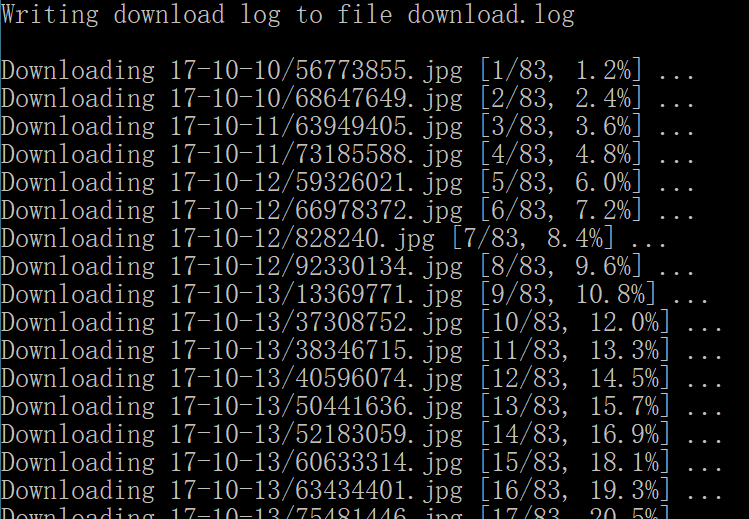 Writing download log to file download.log
Downloading 17-10-10/56773855.jpg [1/83, 1.2%] ...
Downloading 17-10-10/68647649.jpg [2/83, 2.4%] ...
Downloading 17-10-11/63949405.jpg [3/83, 3.6%] ...
Downloading 17-10-11/73185588.jpg [4/83, 4.8%] ...
Downloading 17-10-12/59326021.jpg [5/83, 6.0%] ...
Downloading 17-10-12/66978372.jpg [6/83, 7.2%] ...
Downloading 17-10-12/828240.jpg [7/83, 8.4%] ...
Downloading 17-10-12/92330134.jpg [8/83, 9.6%] ...
Downloading 17-10-13/13369771.jpg [9/83, 10.8%] ...
Downloading 17-10-13/37308752.jpg [10/83, 12.0%] ...
Downloading 17-10-13/38346715.jpg [11/83, 13.3%] ...
Downloading 17-10-13/40596074.jpg [12/83, 14.5%] ...
Downloading 17-10-13/50441636.jpg [13/83, 15.7%] ...
Downloading 17-10-13/52183059.jpg [14/83, 16.9%] ...
Downloading 17-10-13/60633314.jpg [15/83, 18.1%] ...
Downloading 17-10-13/63434401.jpg [16/83, 19.3%] ...
Downloading 17-10-13/75481446.jpg [17/83, 20.5%] ...